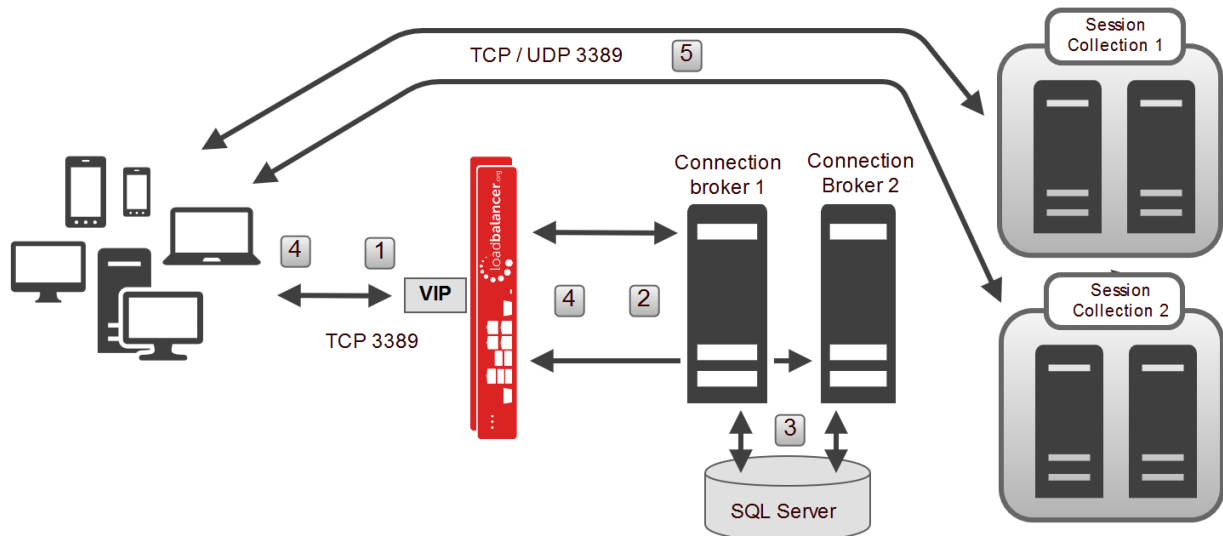 Session
Collection 1
TCP / UDP 3389
5
Connection
broker 1
Connection
Broker 2
loadbalancer.org
4
1
VIP
4
2
TCP 3389
Session
Collection 2
3
SQL Server